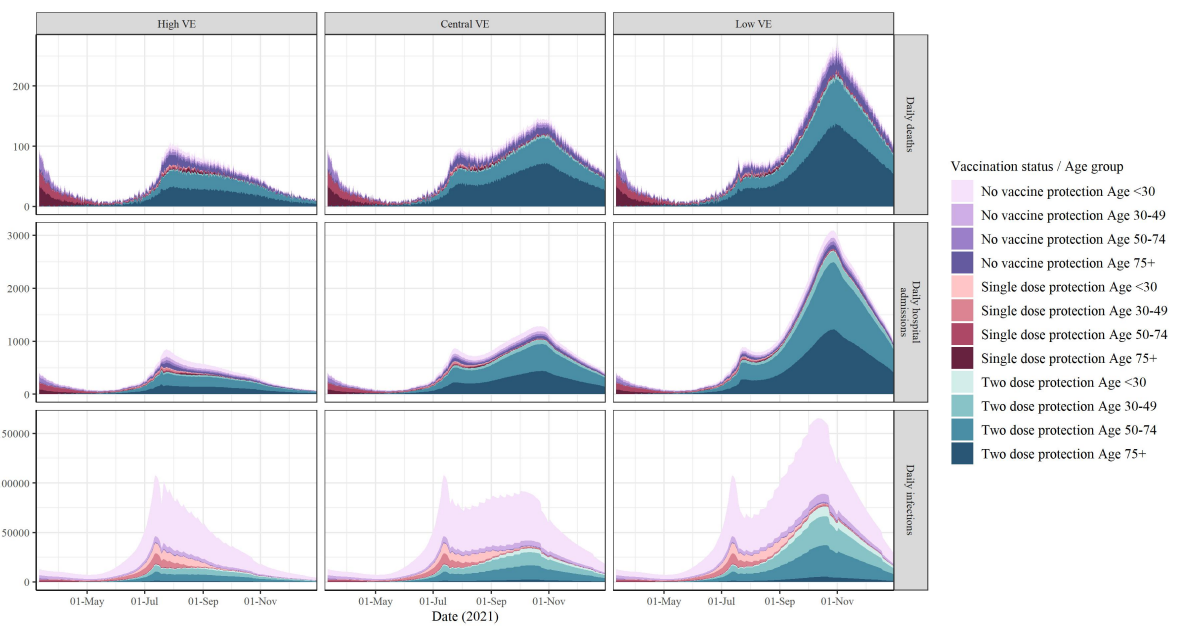 High VE
Central VE
Low VE
200
100
0
Daily deaths
3000
2000
1000
0
Daily hospital
admissions
50000
00000
50000
0
Daily infections
01-May 01-Jul 01-Sep 01-Nov
01-May 01-Jul 01-Sep 01-Nov
01-May 01-Jul 01-Sep 01-Nov
Date (2021)
Vaccination status / Age group
No vaccine protection Age <30
No vaccine protection Age 30-49
No vaccine protection Age 50-74
No vaccine protection Age 75+
Single dose protection Age <30
Single dose protection Age 30-49
Single dose protection Age 50-74
Single dose protection Age 75+
Two dose protection Age <30
Two dose protection Age 30-49
Two dose protection Age 50-74
Two dose protection Age 75+